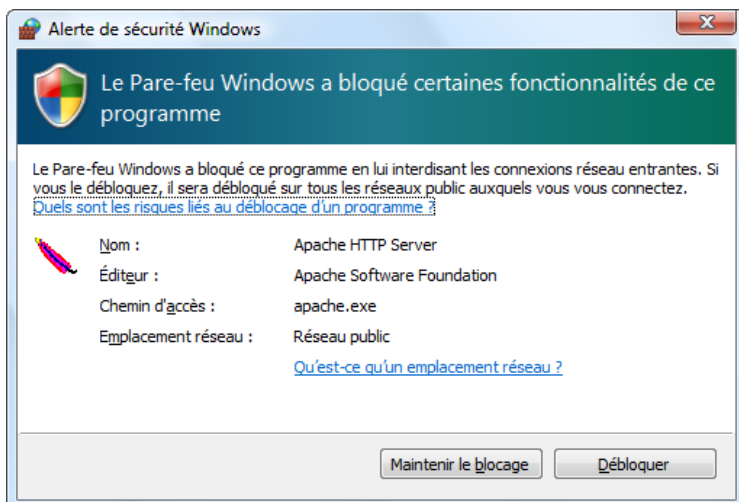 Alerte de sécurité Windows
Le Pare-feu Windows a bloqué certaines fonctionnalités de ce
programme
Le Pare-feu Windows a bloqué ce programme en lui interdisant les connexions réseau entrantes. Si
vous le débloquez, il sera débloqué sur tous les réseaux public auxquels vous vous connectez.
Quels sont les risques liés au déblocage d'un programme ?
Nom : Apache HTTP Server
Éditeur : Apache Software Foundation
Chemin d'accès : apache.exe
Emplacement réseau : Réseau public
Qu'est-ce qu'un emplacement réseau ?
Maintenir le blocage Débloquer